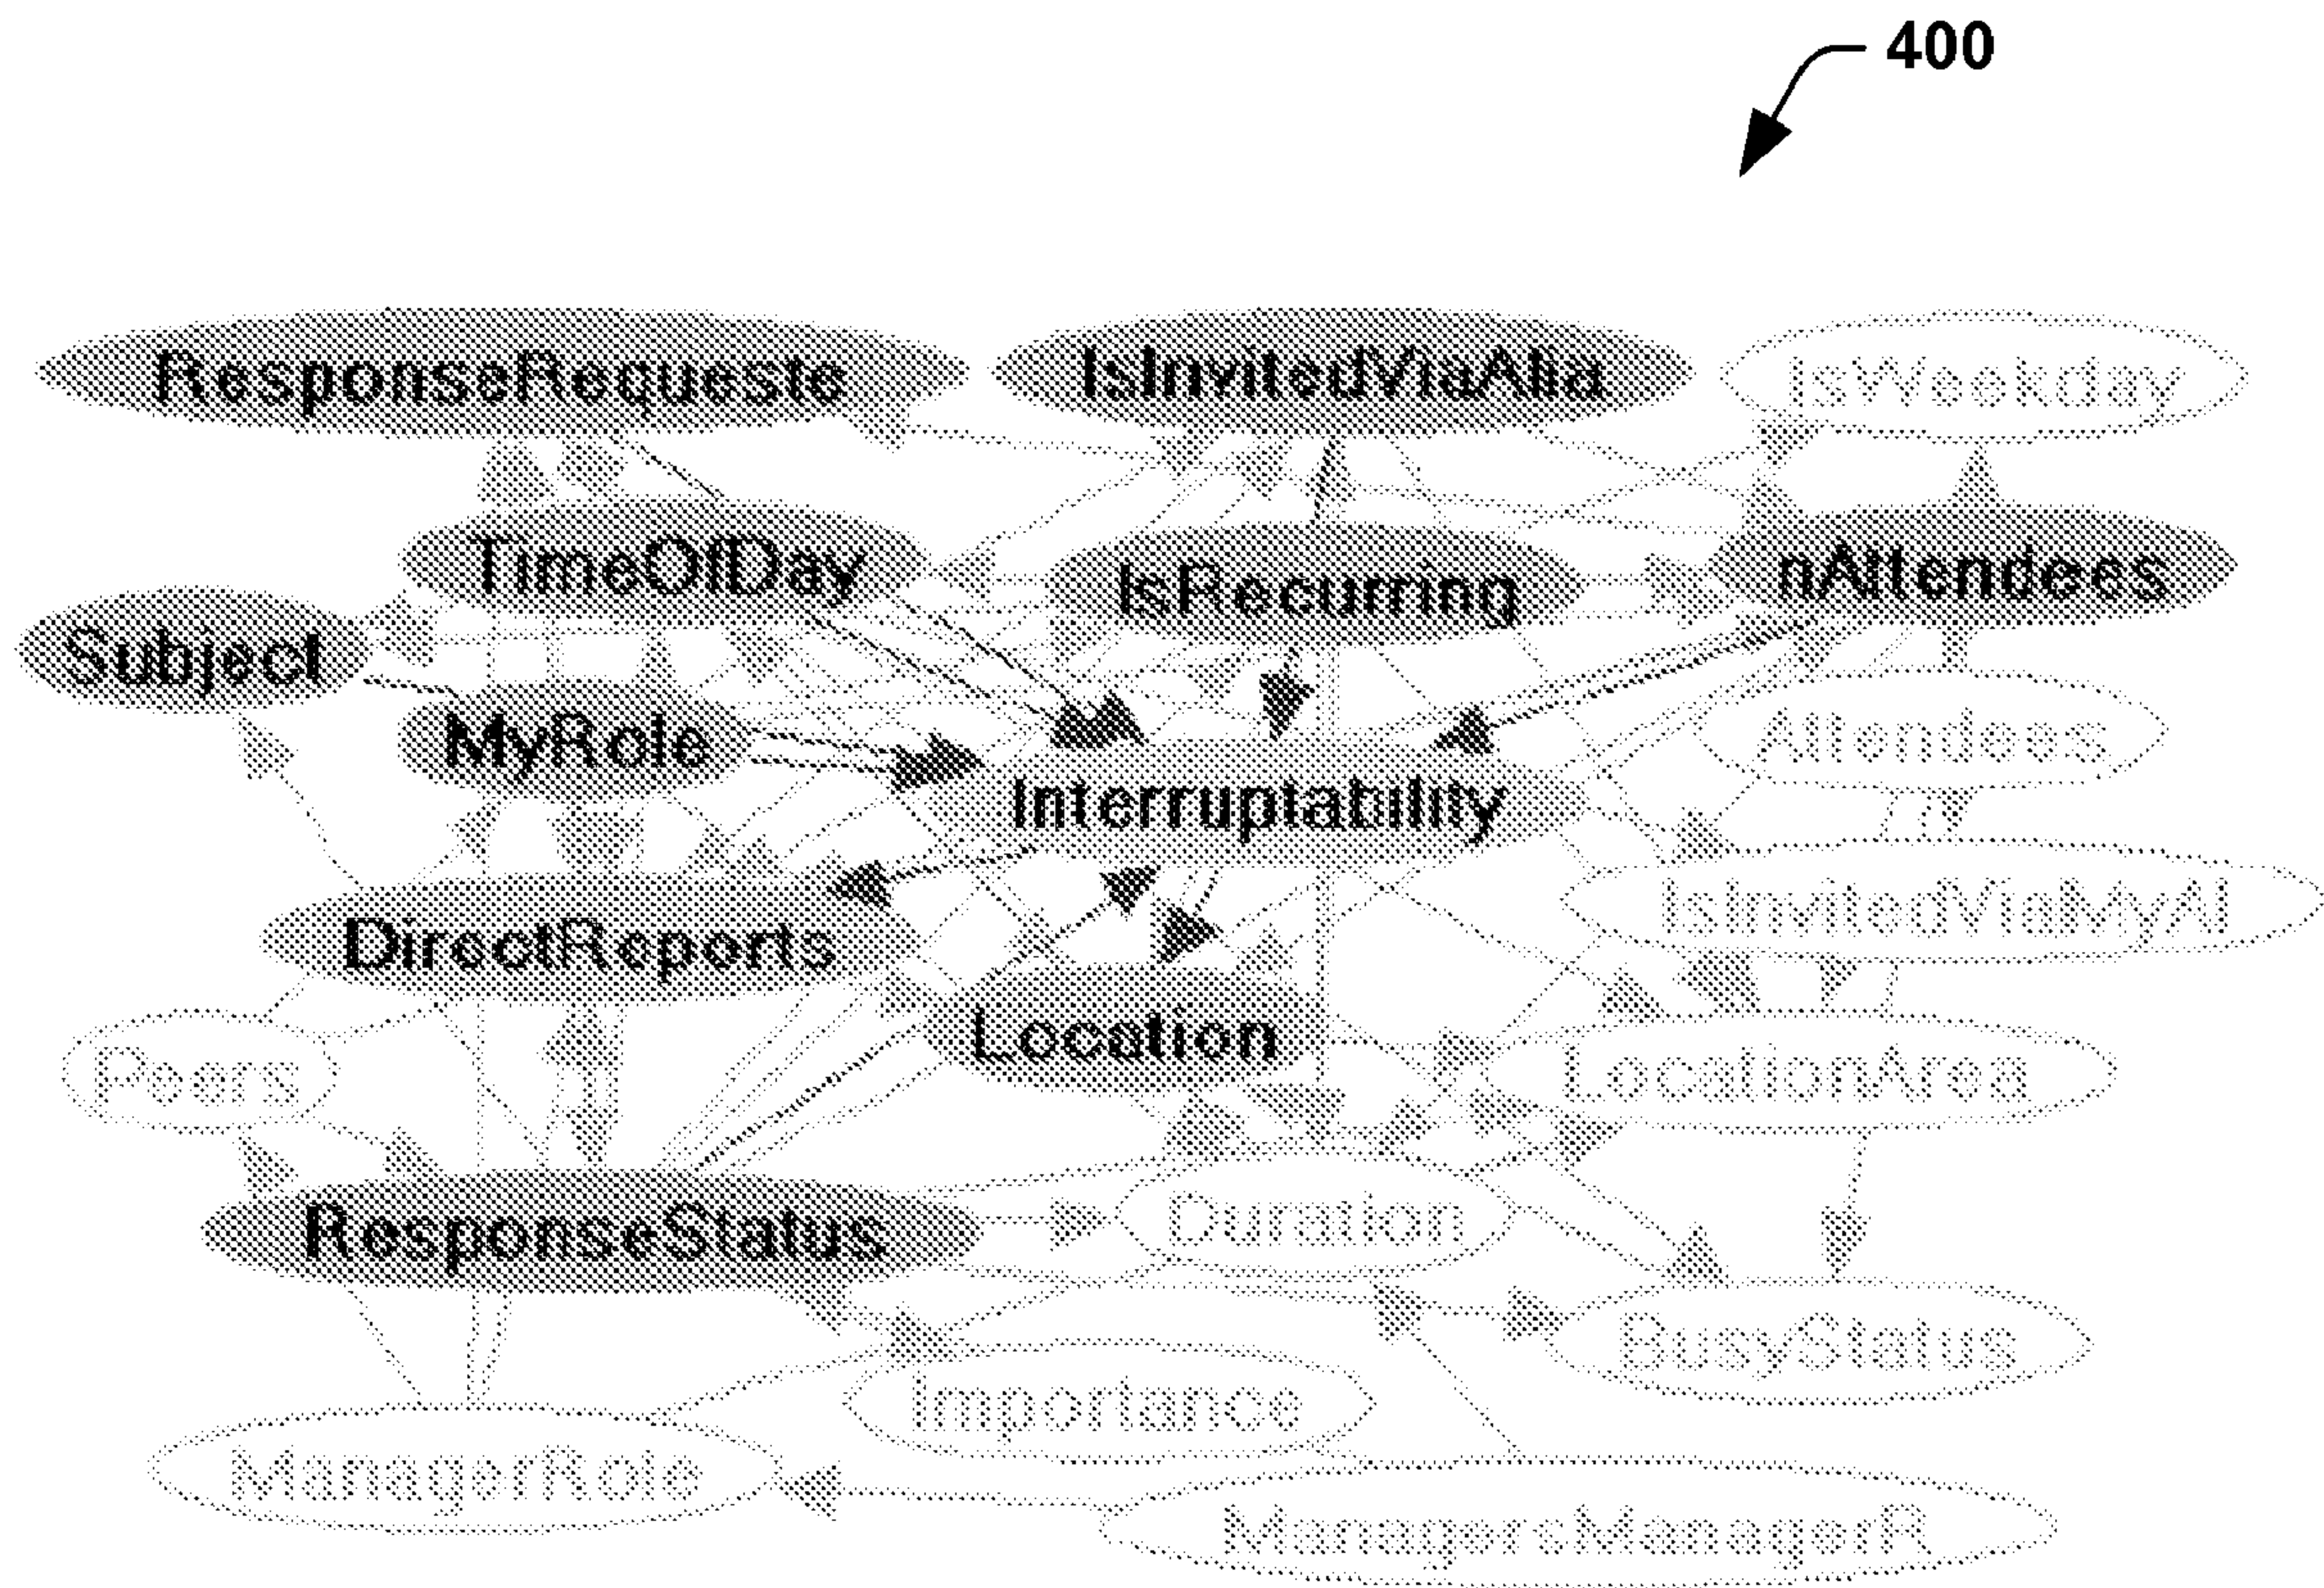 400
ResponseRequeste
IsInvitedViaAlia
IsWeekday
TimeOfDay
IsRecurring
nAttendees
Subject
MyRole
Attendees
Interruptability
IsInvitedViaMyAl
DirectReports
Location
LocationArea
Peers
Duration
ResponseStatus
BusyStatus
Importance
ManagerRole
ManagersManagerR